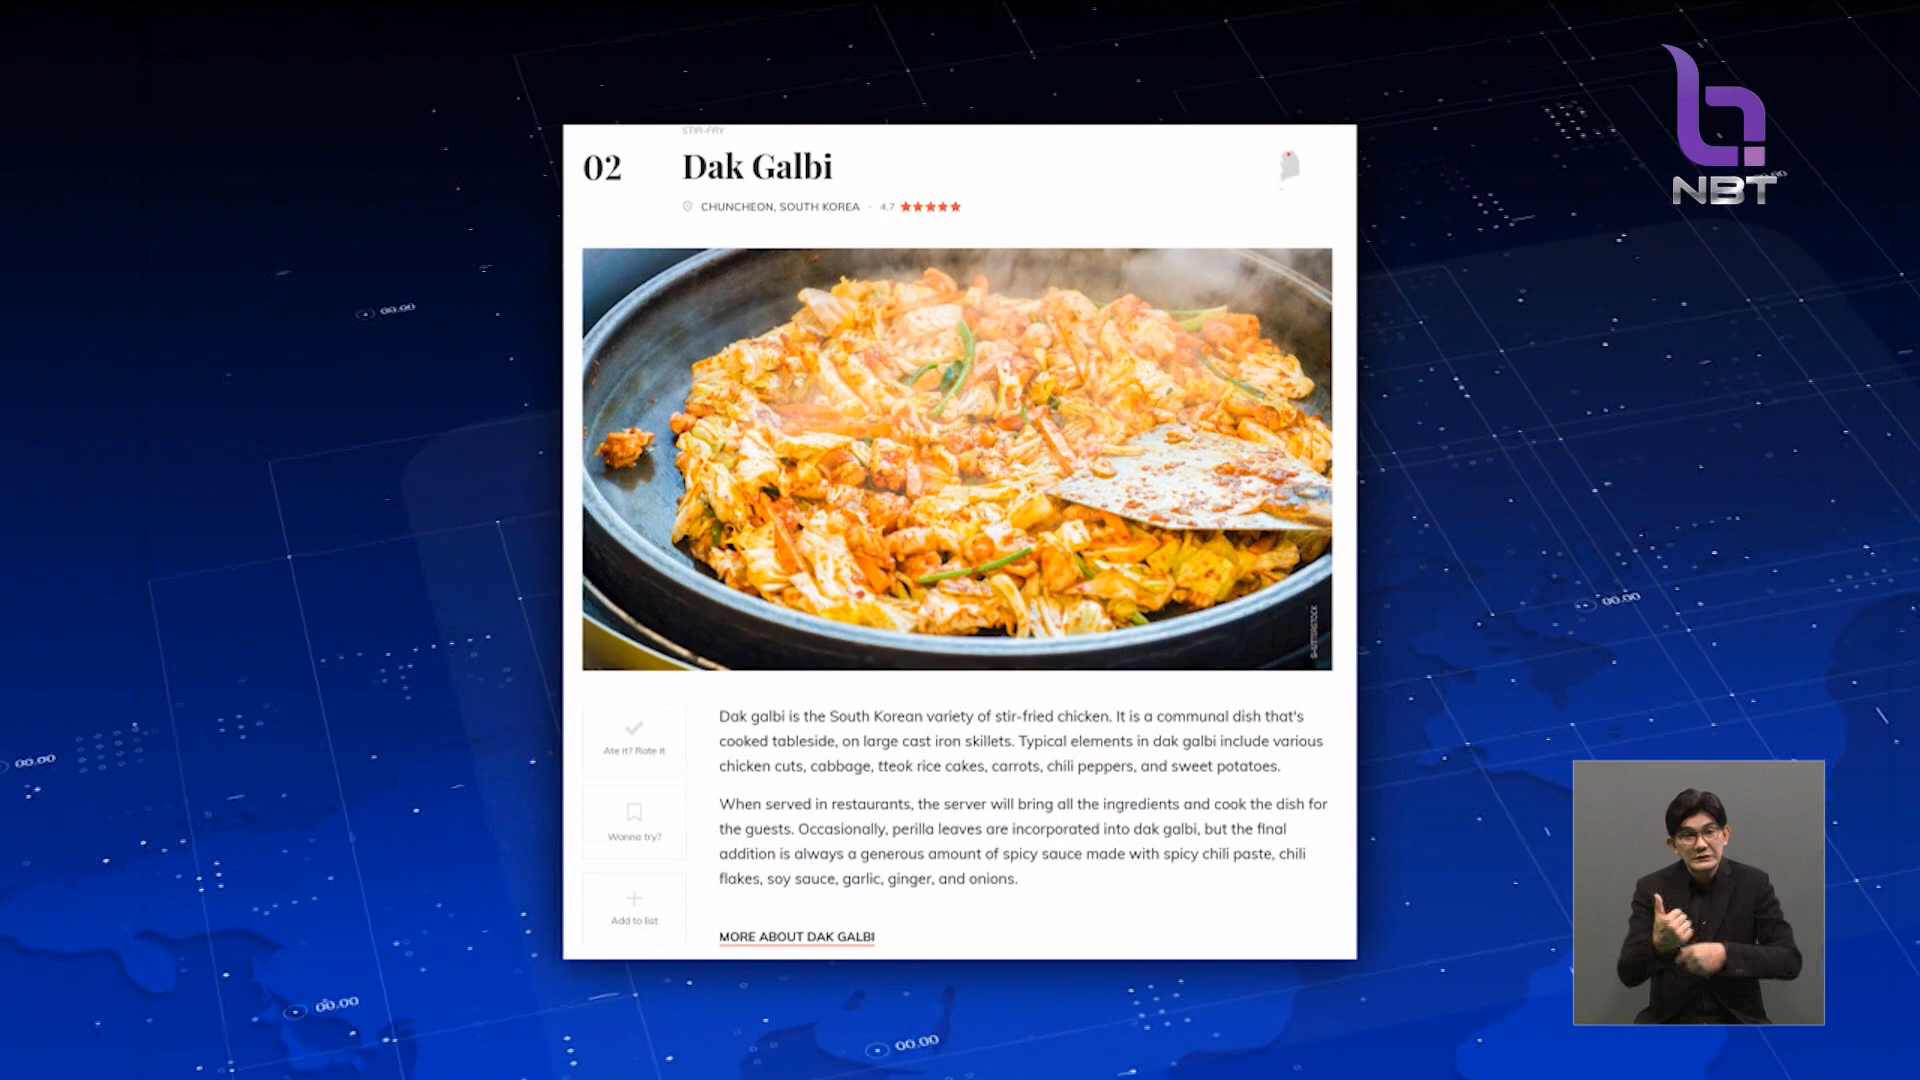 STIR-FRY
02
Dak Galbi
CHUNCHEON, SOUTH KOREA • 4.7
NBT
00.00
SHUTTERSTOCK
Dak galbi is the South Korean variety of stir-fried chicken. It is a communal dish that's
cooked tableside, on large cast iron skillets. Typical elements in dak galbi include various
chicken cuts, cabbage, tteok rice cakes, carrots, chili peppers, and sweet potatoes.
When served in restaurants, the server will bring all the ingredients and cook the dish for
the guests. Occasionally, perilla leaves are incorporated into dak galbi, but the final
addition is always a generous amount of spicy sauce made with spicy chili paste, chili
flakes, soy sauce, garlic, ginger, and onions.
MORE ABOUT DAK GALBI
Ate it? Rate it
Wanna try?
Add to list
00.00
00.00
00.00
00.00